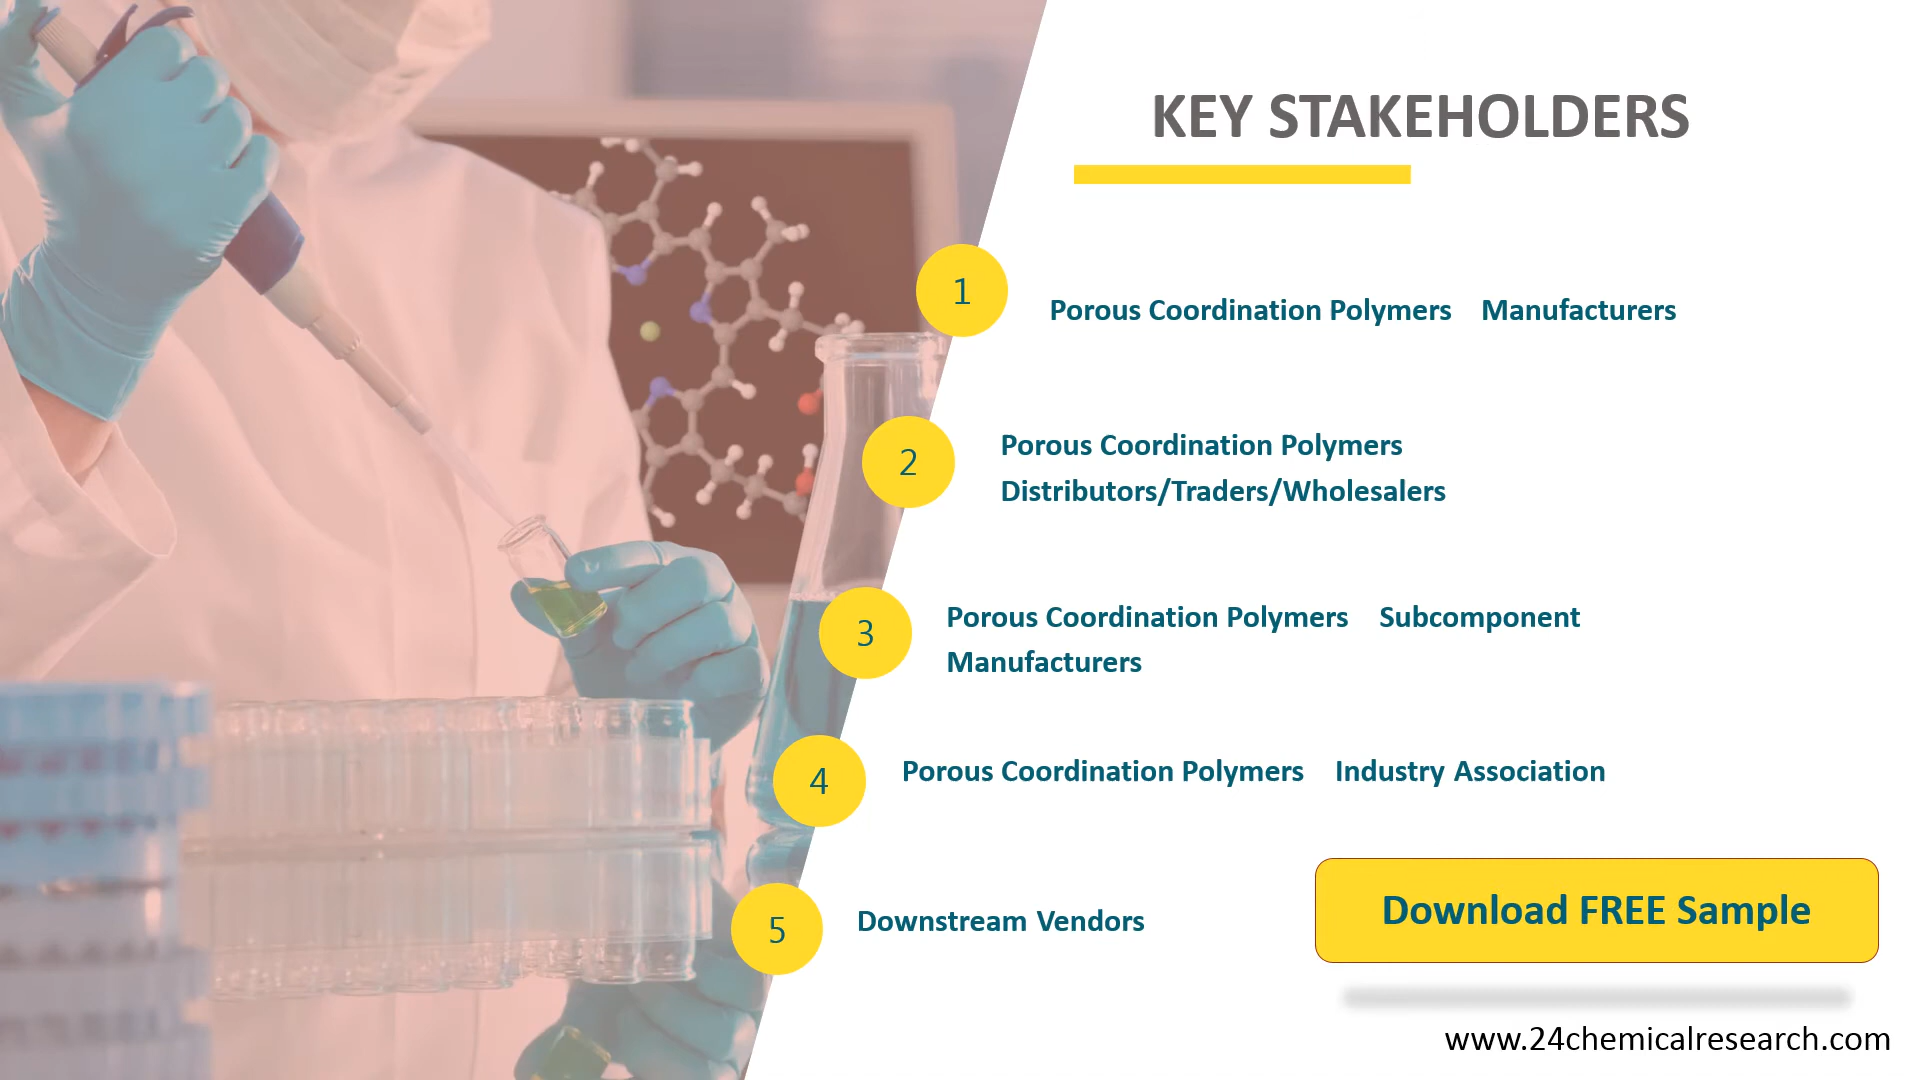 KEY STAKEHOLDERS
1
Porous Coordination Polymers Manufacturers
2
Porous Coordination Polymers
Distributors/Traders/Wholesalers
3
Porous Coordination Polymers Subcomponent
Manufacturers
4
Porous Coordination Polymers Industry Association
5
Downstream Vendors
Download FREE Sample
www.24chemicalresearch.com